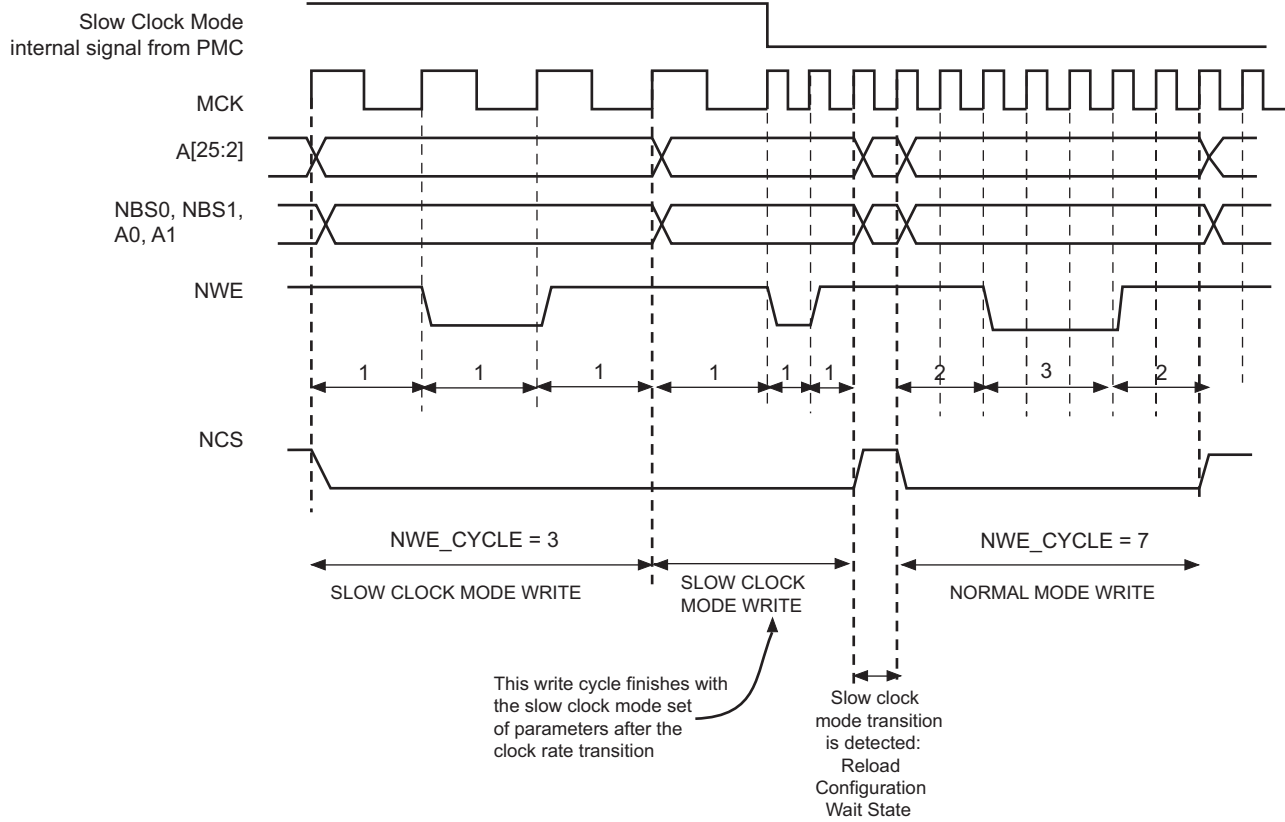 Slow Clock Mode
internal signal from PMC
MCK
A[25:2]
NBS0, NBS1,
A0, A1
NWE
1 1 1 1 1 1 2 3 2
NCS
NWE_CYCLE = 3
NWE_CYCLE = 7
SLOW CLOCK MODE WRITE
SLOW CLOCK
MODE WRITE
NORMAL MODE WRITE
This write cycle finishes with
the slow clock mode set
of parameters after the
clock rate transition
Slow clock
mode transition
is detected:
Reload
Configuration
Wait State